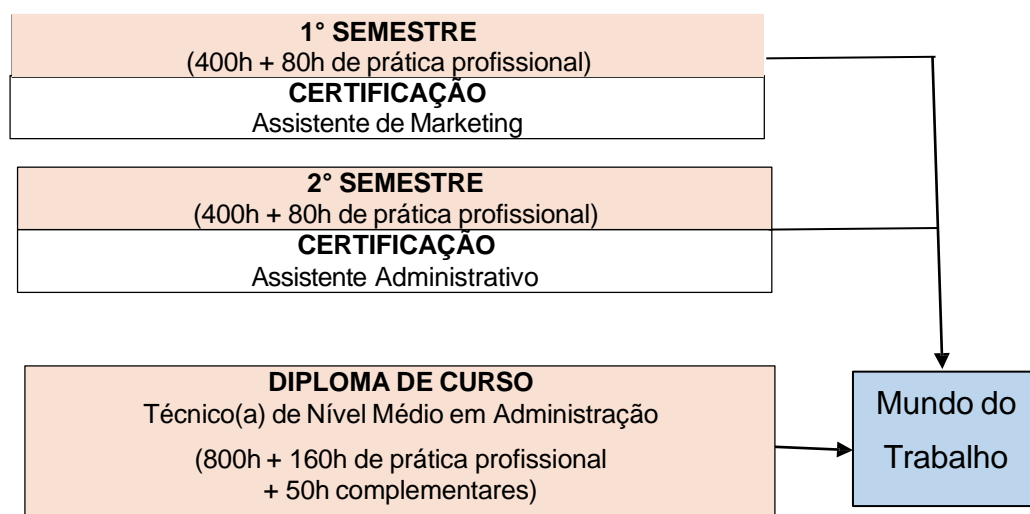 1° SEMESTRE
(400h + 80h de prática profissional)
CERTIFICAÇÃO
Assistente de Marketing
2° SEMESTRE
(400h + 80h de prática profissional)
CERTIFICAÇÃO
Assistente Administrativo
DIPLOMA DE CURSO
Técnico(a) de Nível Médio em Administração
(800h + 160h de prática profissional
+ 50h complementares)
Mundo do
Trabalho